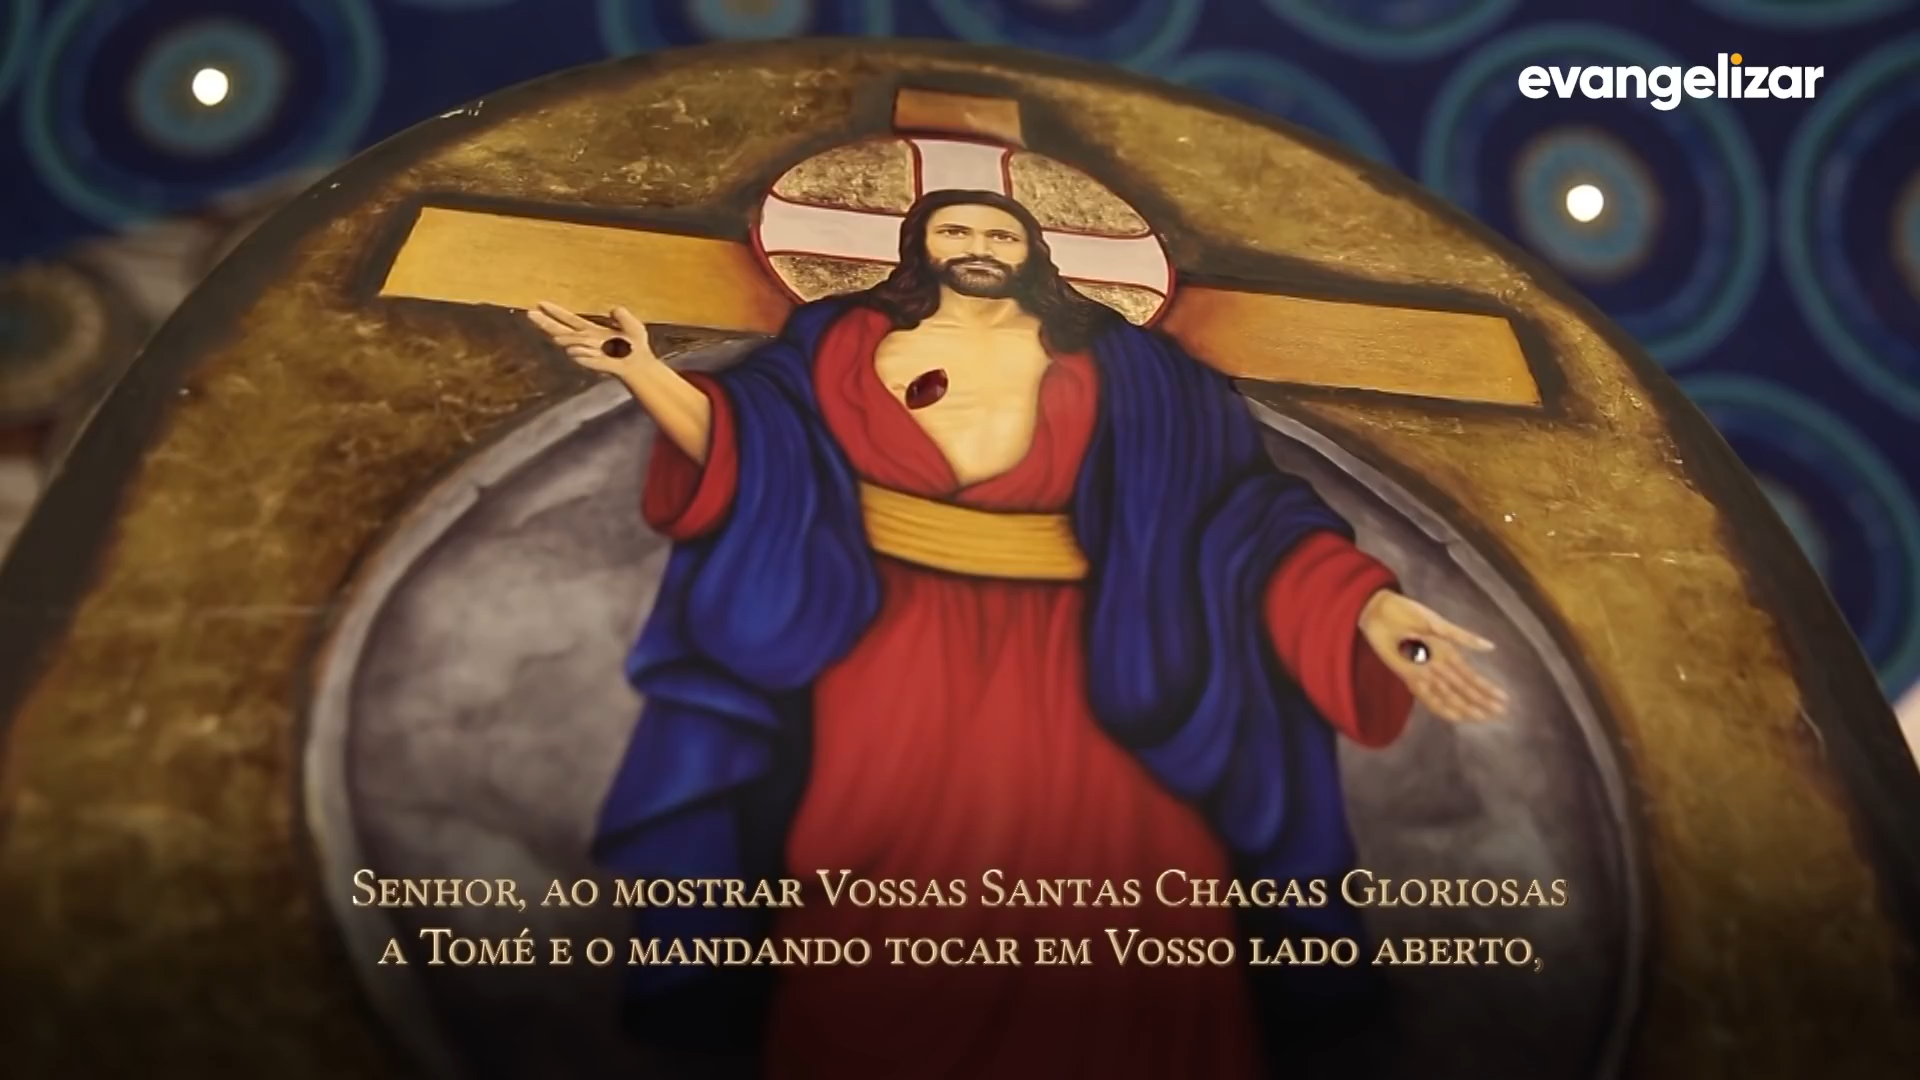 evangelizar
Senhor, ao mostrar Vossas Santas Chagas Gloriosas
a Tomé e o mandando tocar em Vosso lado aberto,